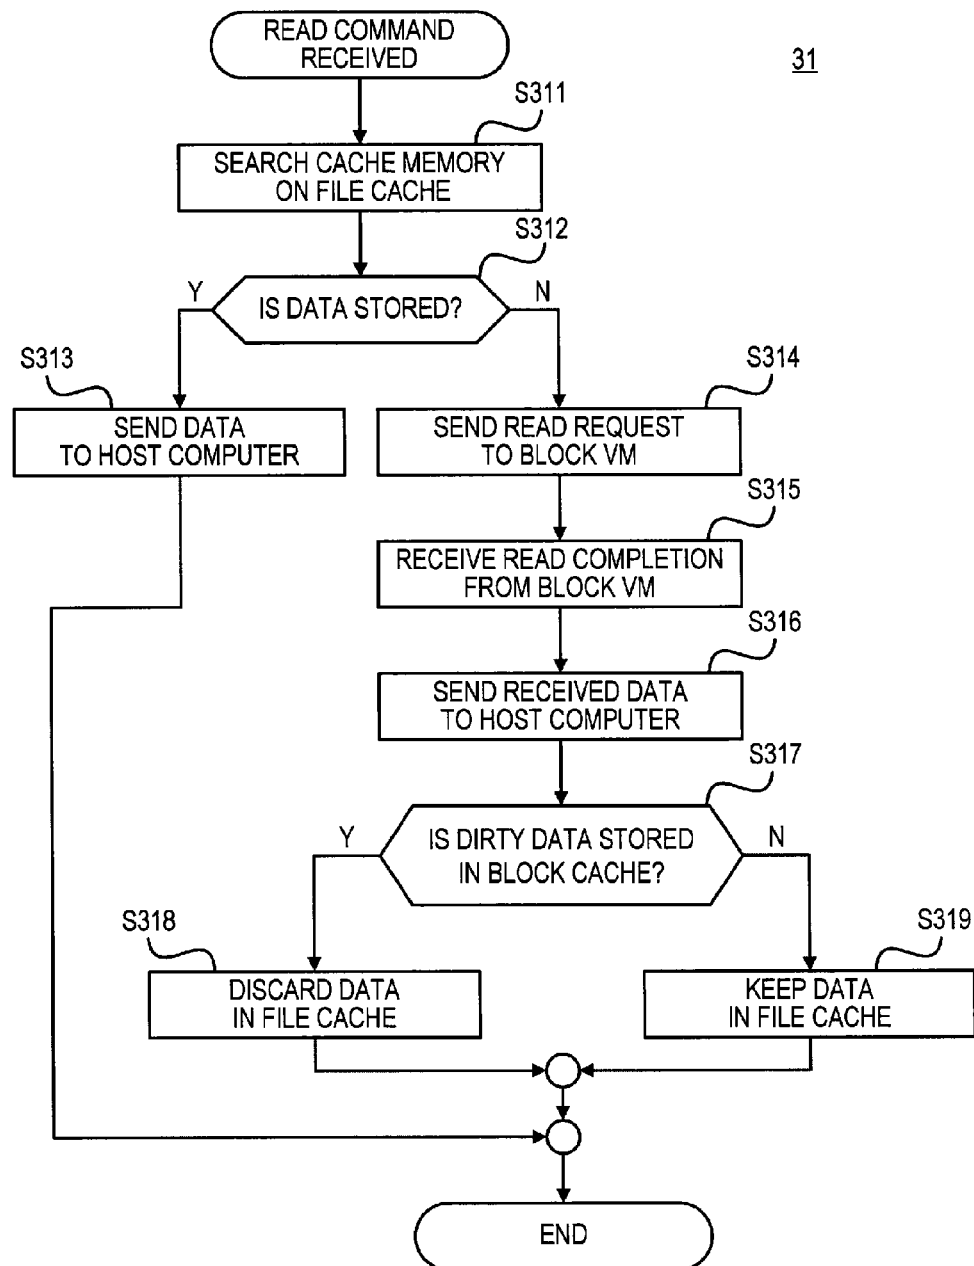 READ COMMAND
RECEIVED
31
S311
SEARCH CACHE MEMORY
ON FILE CACHE
S312
Y
IS DATA STORED?
N
S313
SEND DATA
TO HOST COMPUTER
S314
SEND READ REQUEST
TO BLOCK VM
S315
RECEIVE READ COMPLETION
FROM BLOCK VM
S316
SEND RECEIVED DATA
TO HOST COMPUTER
S317
Y
IS DIRTY DATA STORED
IN BLOCK CACHE?
N
S318
DISCARD DATA
IN FILE CACHE
S319
KEEP DATA
IN FILE CACHE
END